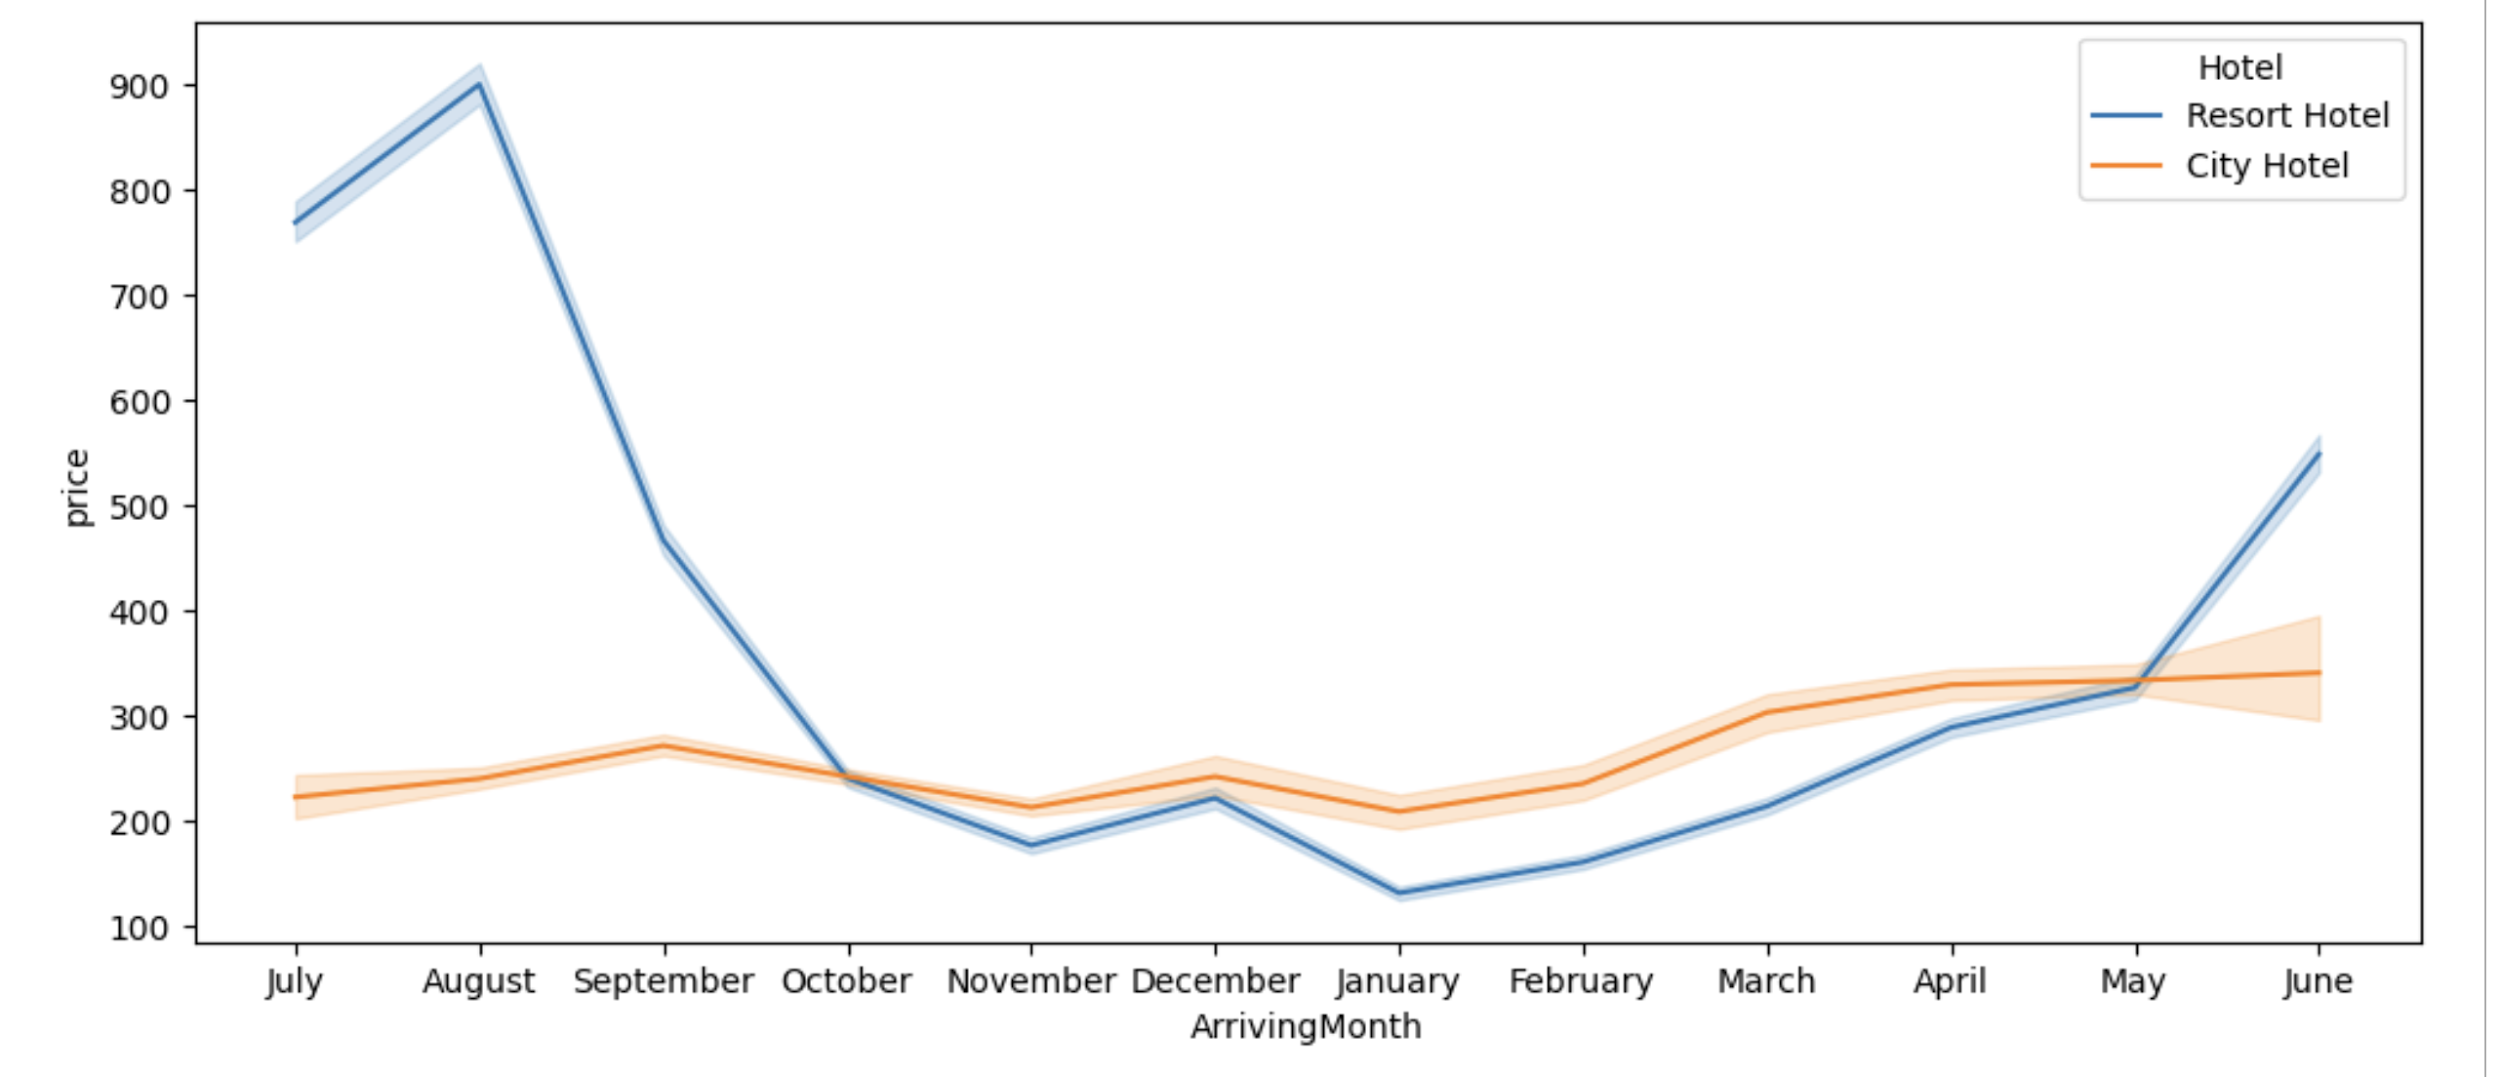 Hotel
Resort Hotel
City Hotel
900
800
700
600
500
400
300
200
100
price
July August September October November December January February March April May June
ArrivingMonth